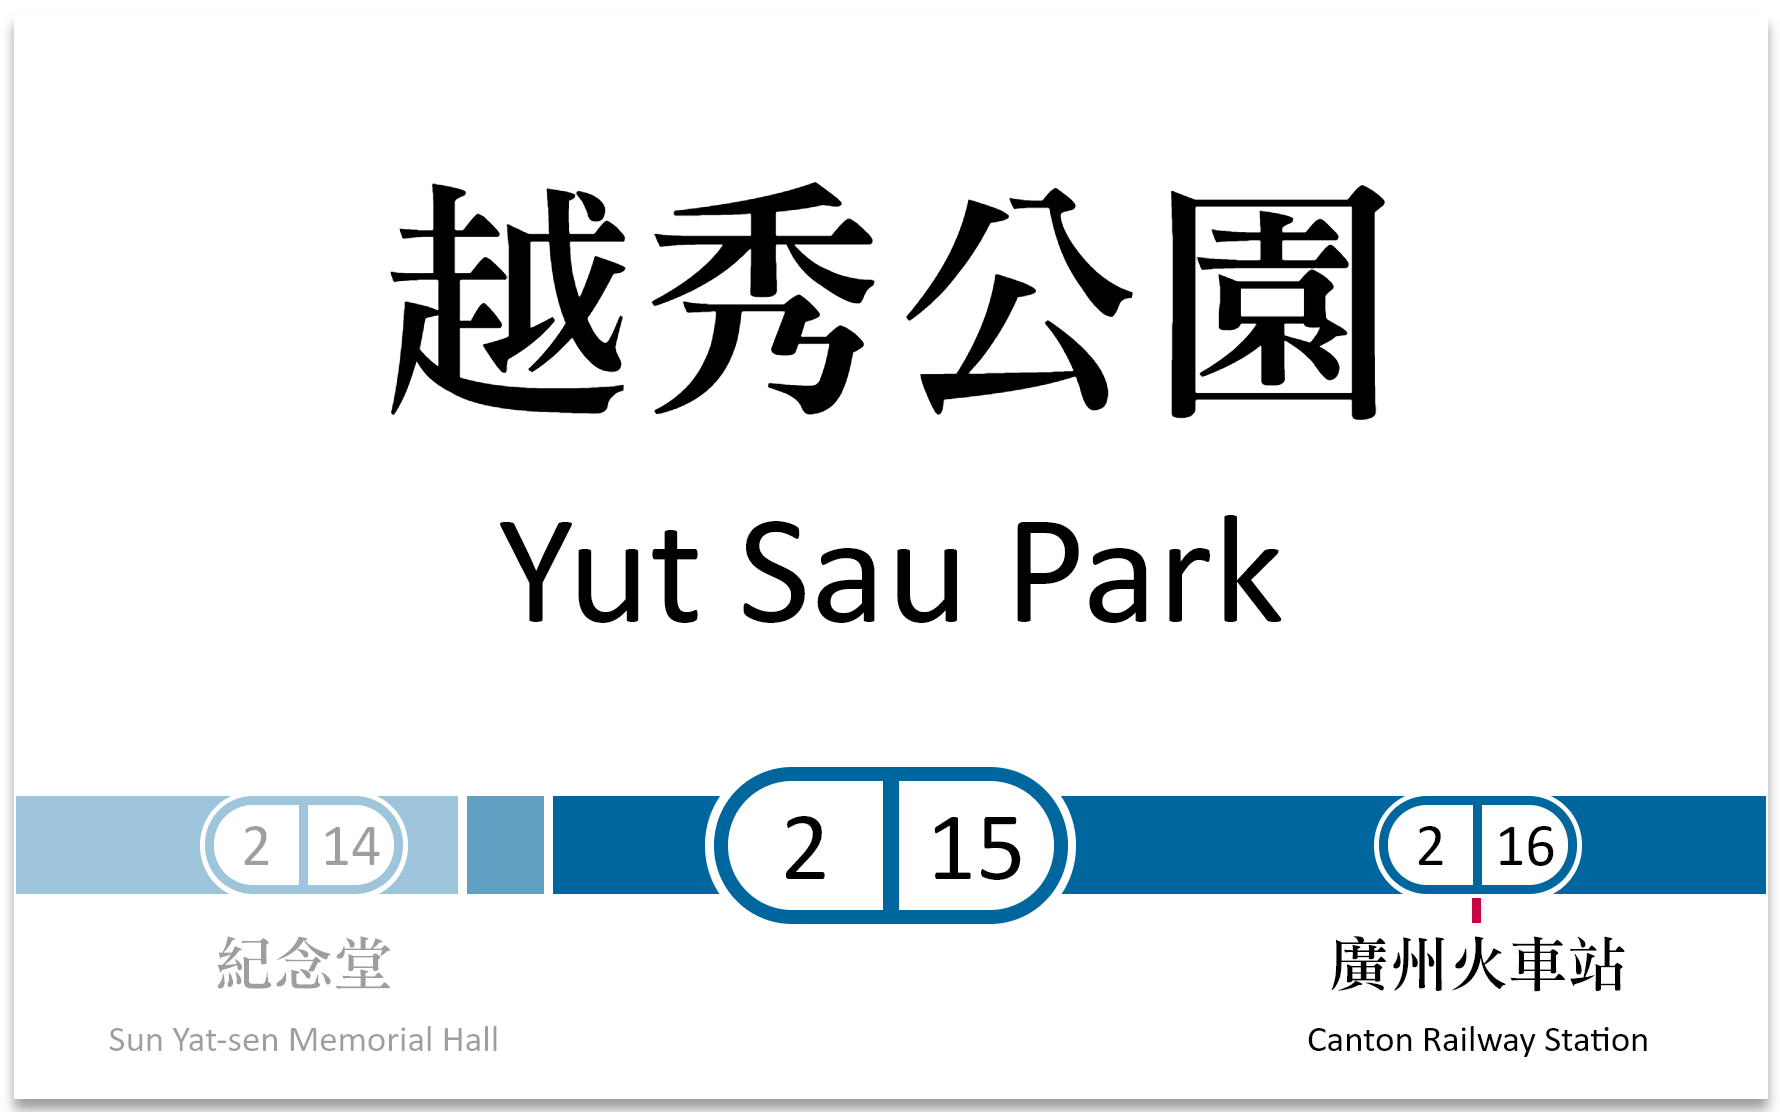 越秀公園
Yut Sau Park
2 14
2 15
2 16
紀念堂
廣州火車站
Sun Yat-sen Memorial Hall
Canton Railway Station